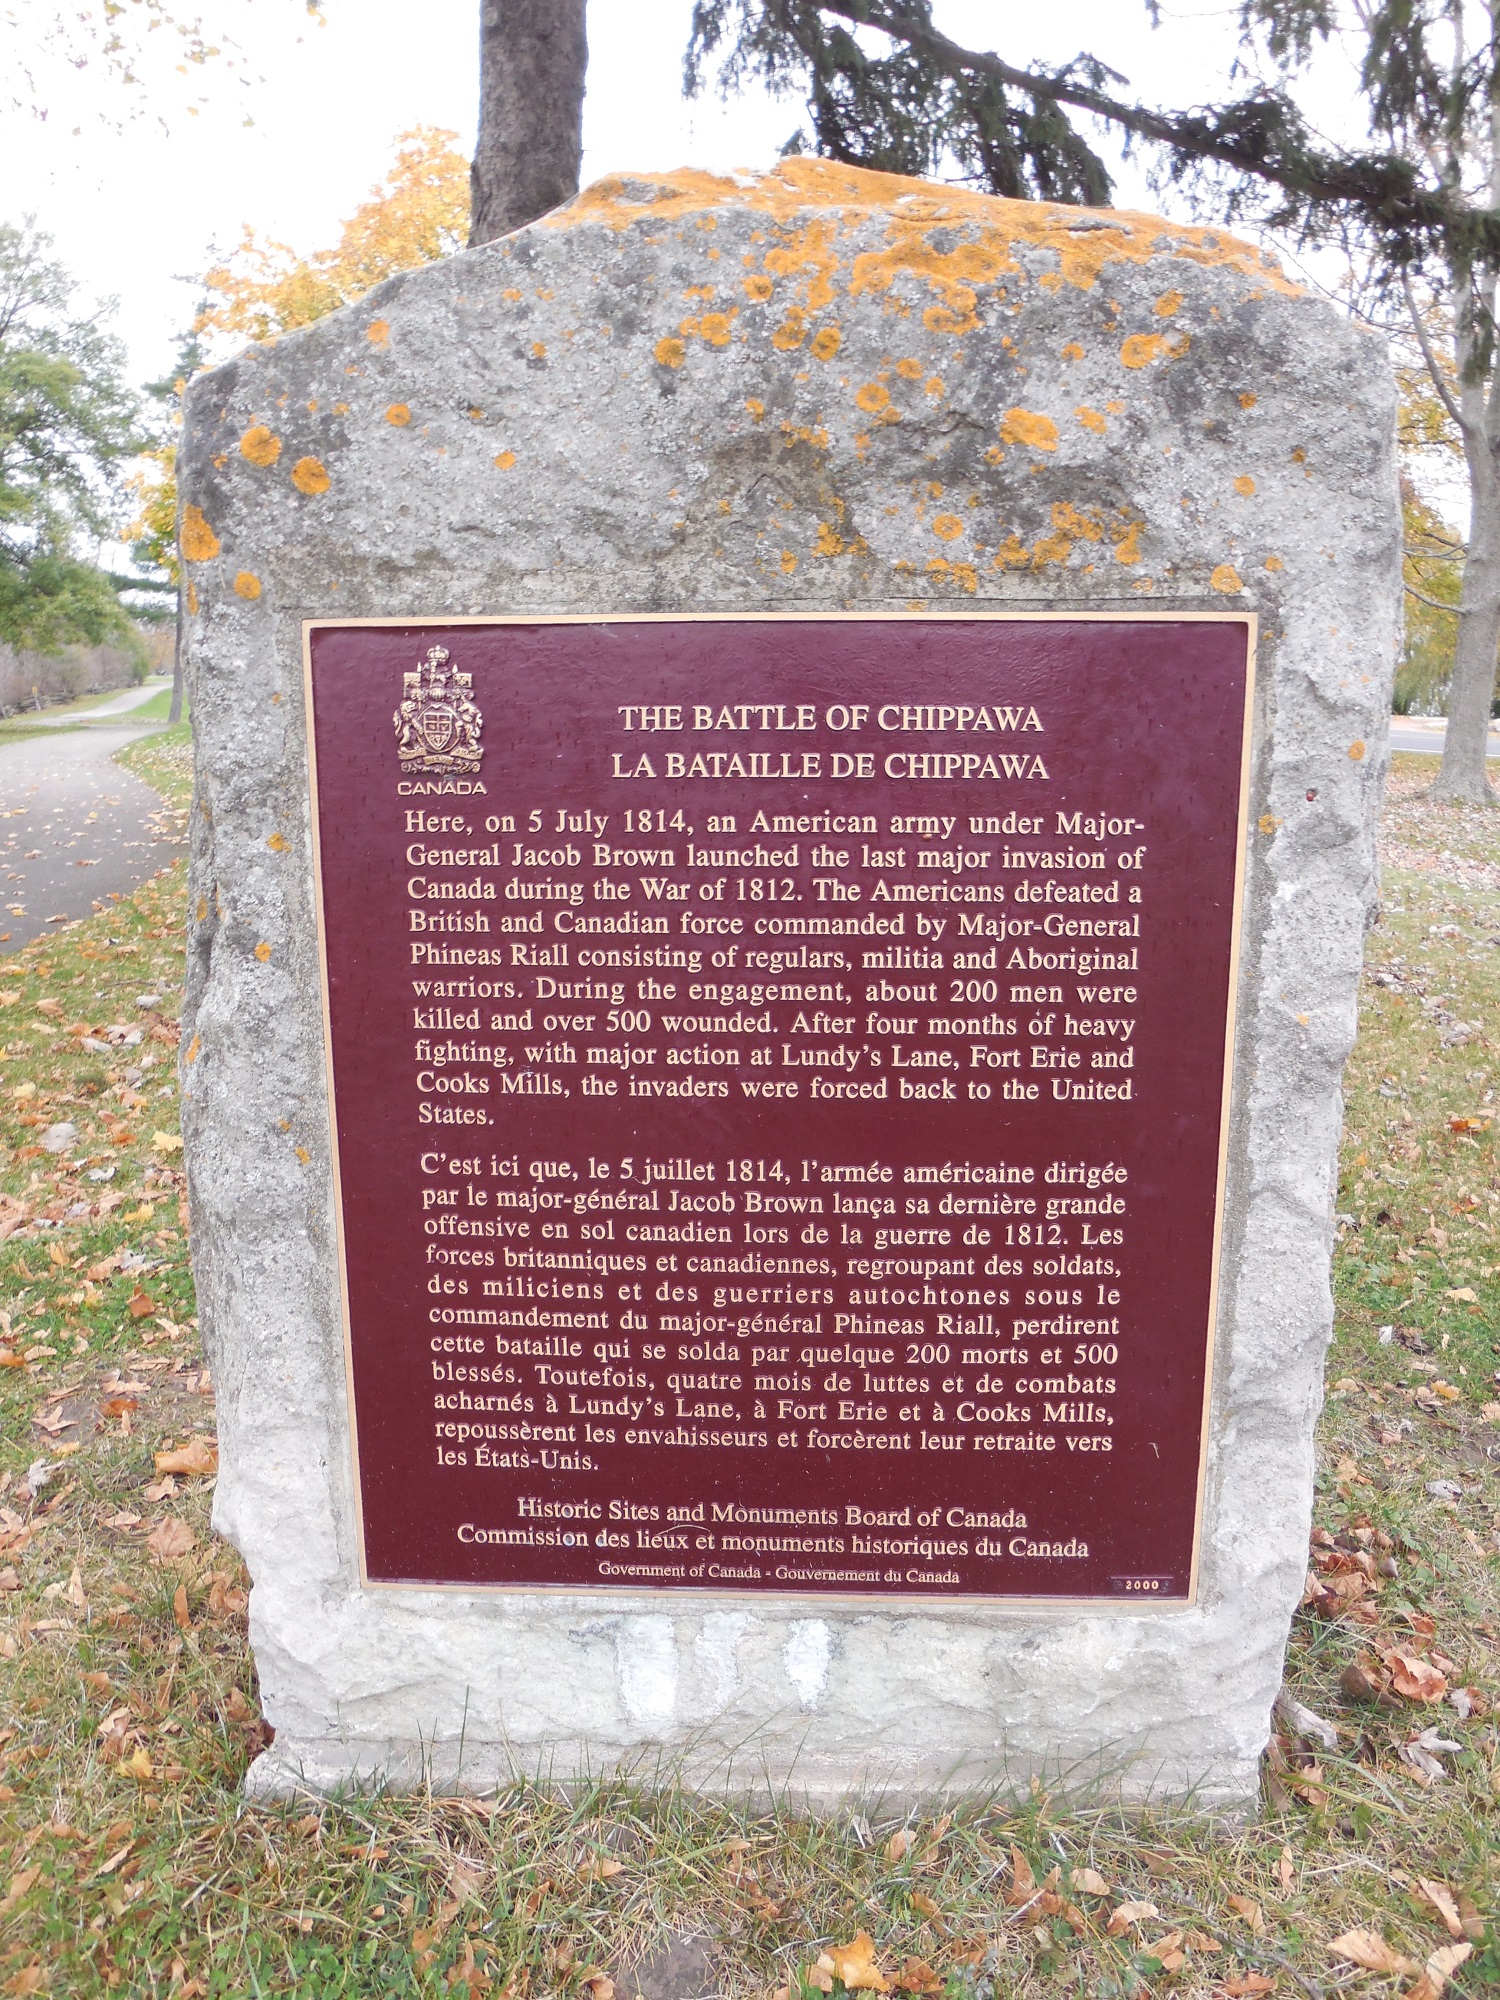 CANADA
THE BATTLE OF CHIPPAWA
LA BATAILLE DE CHIPPAWA
Here, on 5 July 1814, an American army under Major-
General Jacob Brown launched the last major invasion of
Canada during the War of 1812. The Americans defeated a
British and Canadian force commanded by Major-General
Phineas Riall consisting of regulars, militia and Aboriginal
warriors. During the engagement, about 200 men were
killed and over 500 wounded. After four months of heavy
fighting, with major action at Lundy's Lane, Fort Erie and
Cooks Mills, the invaders were forced back to the United
States.
C'est ici que, le 5 juillet 1814, l'armée américaine dirigée
par le major-général Jacob Brown lança sa dernière grande
offensive en sol canadien lors de la guerre de 1812. Les
forces britanniques et canadiennes, regroupant des soldats,
des miliciens et des guerriers autochtones sous le
commandement du major-général Phineas Riall, perdirent
cette bataille qui se solda par quelque 200 morts et 500
blessés. Toutefois, quatre mois de luttes et de combats
acharnés à Lundy's Lane, à Fort Erie et à Cooks Mills,
repoussèrent les envahisseurs et forcèrent leur retraite vers
les États-Unis.
Historic Sites and Monuments Board of Canada
Commission des lieux et monuments historiques du Canada
Government of Canada - Gouvernement du Canada
2000